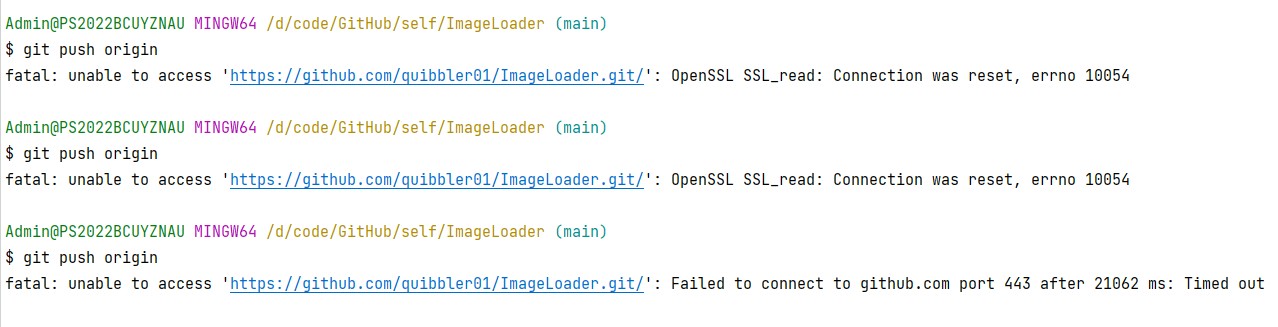 Admin@PS2022BCUYZNAU MINGW64 /d/code/GitHub/self/ImageLoader (main)
$ git push origin
fatal: unable to access 'https://github.com/quibbler01/ImageLoader.git/': OpenSSL SSL_read: Connection was reset, errno 10054
Admin@PS2022BCUYZNAU MINGW64 /d/code/GitHub/self/ImageLoader (main)
$ git push origin
fatal: unable to access 'https://github.com/quibbler01/ImageLoader.git/': OpenSSL SSL_read: Connection was reset, errno 10054
Admin@PS2022BCUYZNAU MINGW64 /d/code/GitHub/self/ImageLoader (main)
$ git push origin
fatal: unable to access 'https://github.com/quibbler01/ImageLoader.git/': Failed to connect to github.com port 443 after 21062 ms: Timed out